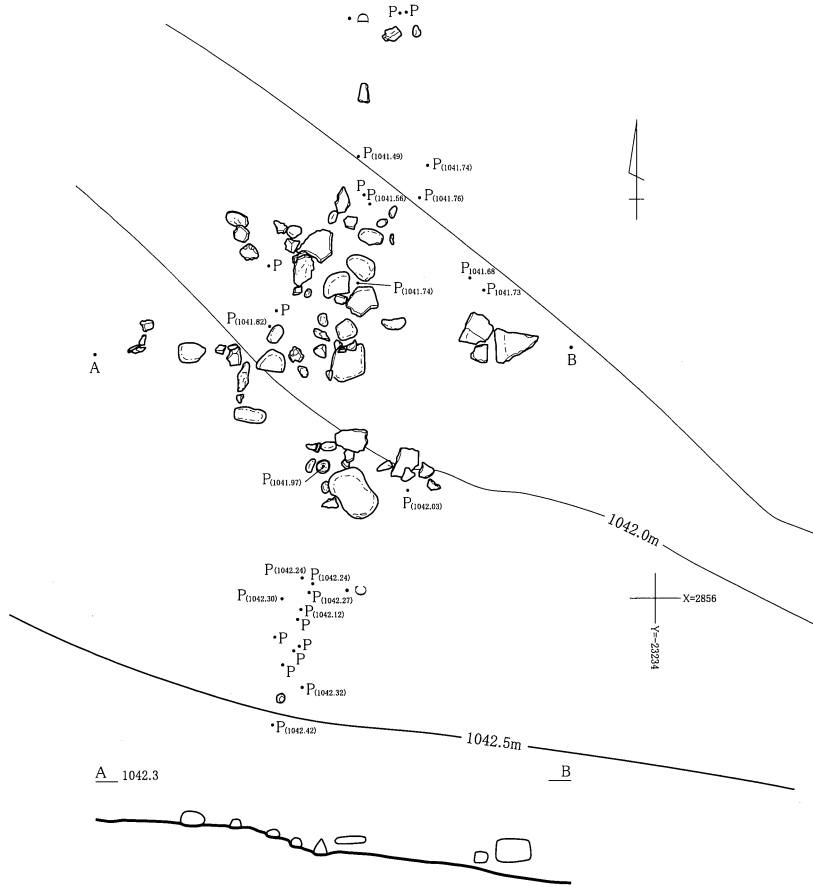 D
P P
P(1041.49)
P(1041.74)
P
P(1041.56)
P(1041.76)
P
P1041.68
P(1041.74)
P1041.73
P
P(1041.82)
A
B
P(1041.97)
P(1042.03)
1042.0m
P(1042.24)
P(1042.24)
C
P(1042.30)
P(1042.27)
X=2856
P(1042.12)
P
Y=-23234
P
P
P
P
P(1042.32)
P(1042.42)
1042.5m
A 1042.3
B